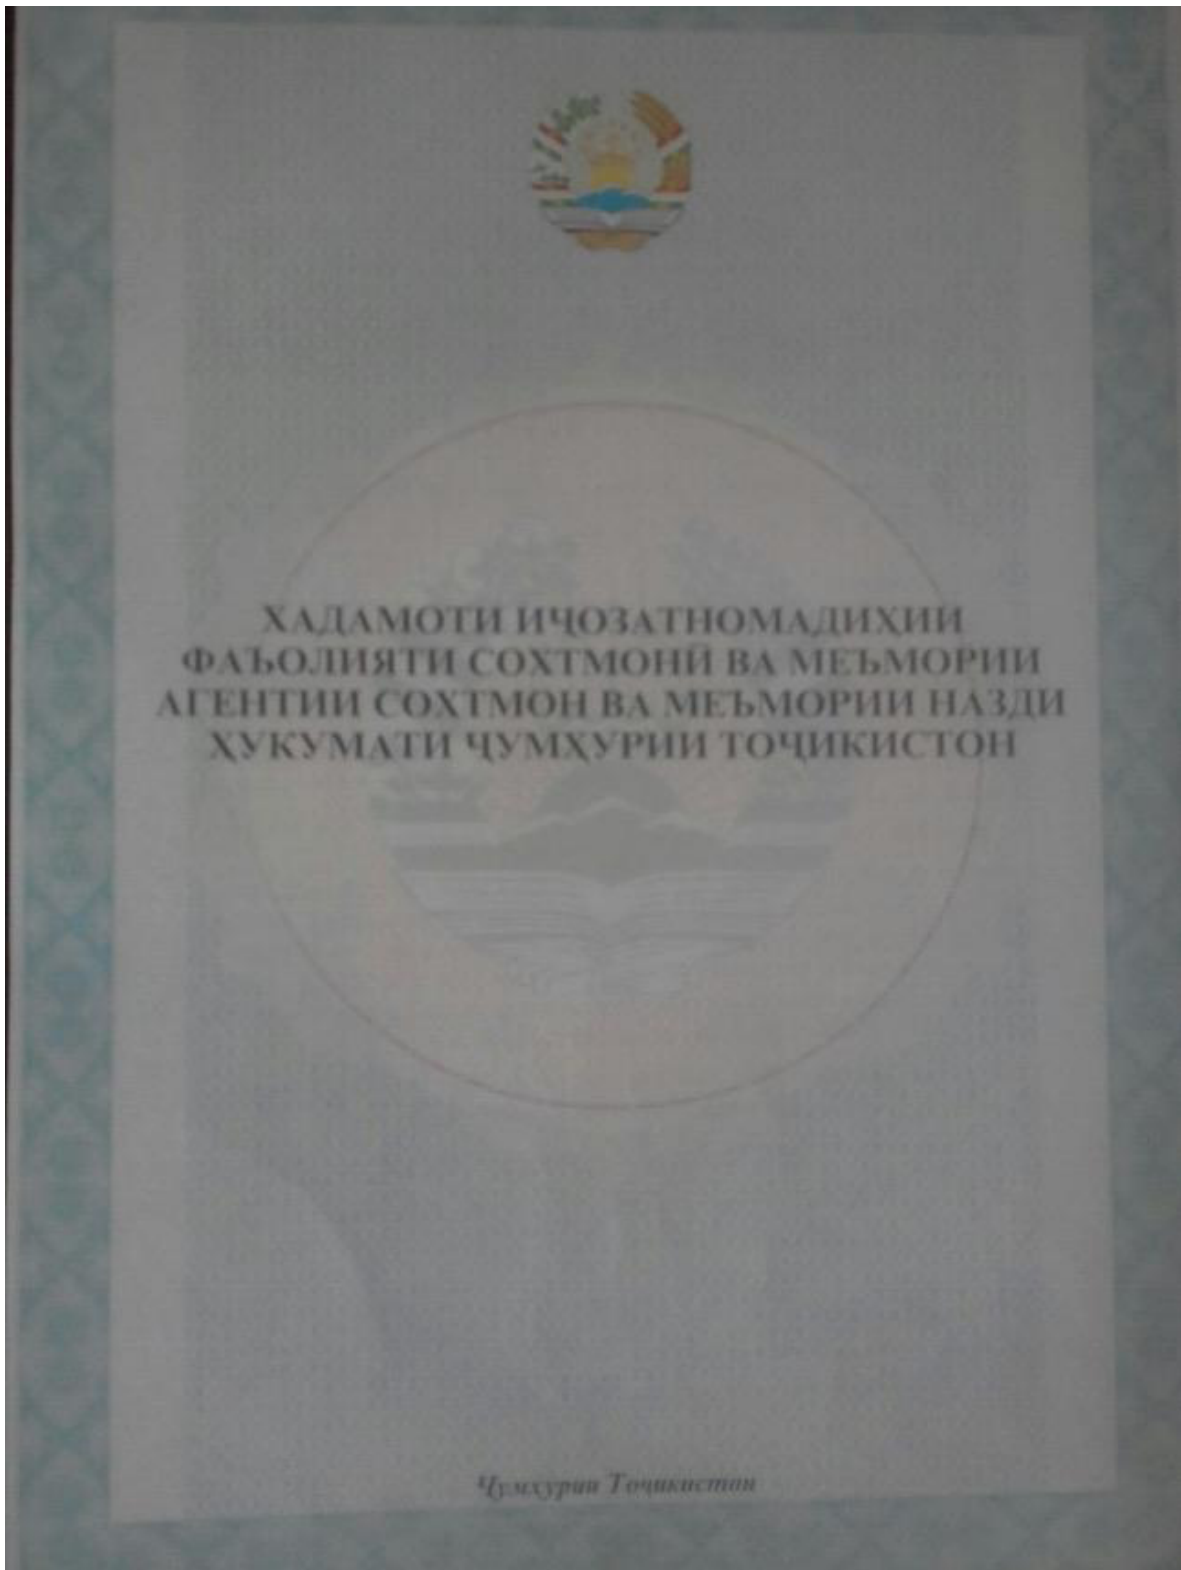 ХАДАМОТИ ИҶОЗАТНОМАДИҲИИ
ФАЪОЛИЯТИ СОХТМОНӢ ВА МЕЪМОРИИ
АГЕНТИИ СОХТМОН ВА МЕЪМОРИИ НАЗДИ
ҲУКУМАТИ ҶУМҲУРИИ ТОҶИКИСТОН
Ҷумҳурии Тоҷикистон